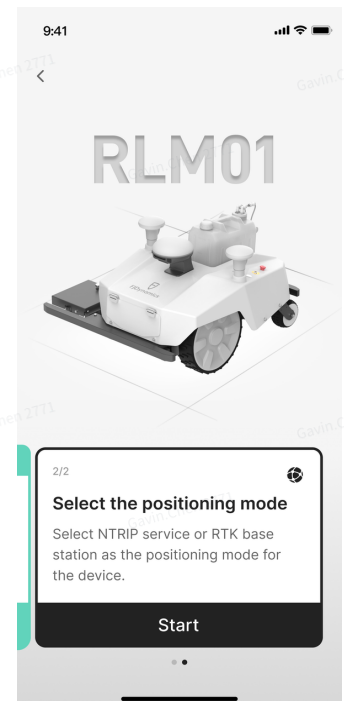 9:41
RLM01
2/2
Select the positioning mode
Select NTRIP service or RTK base
station as the positioning mode for
the device.
Start